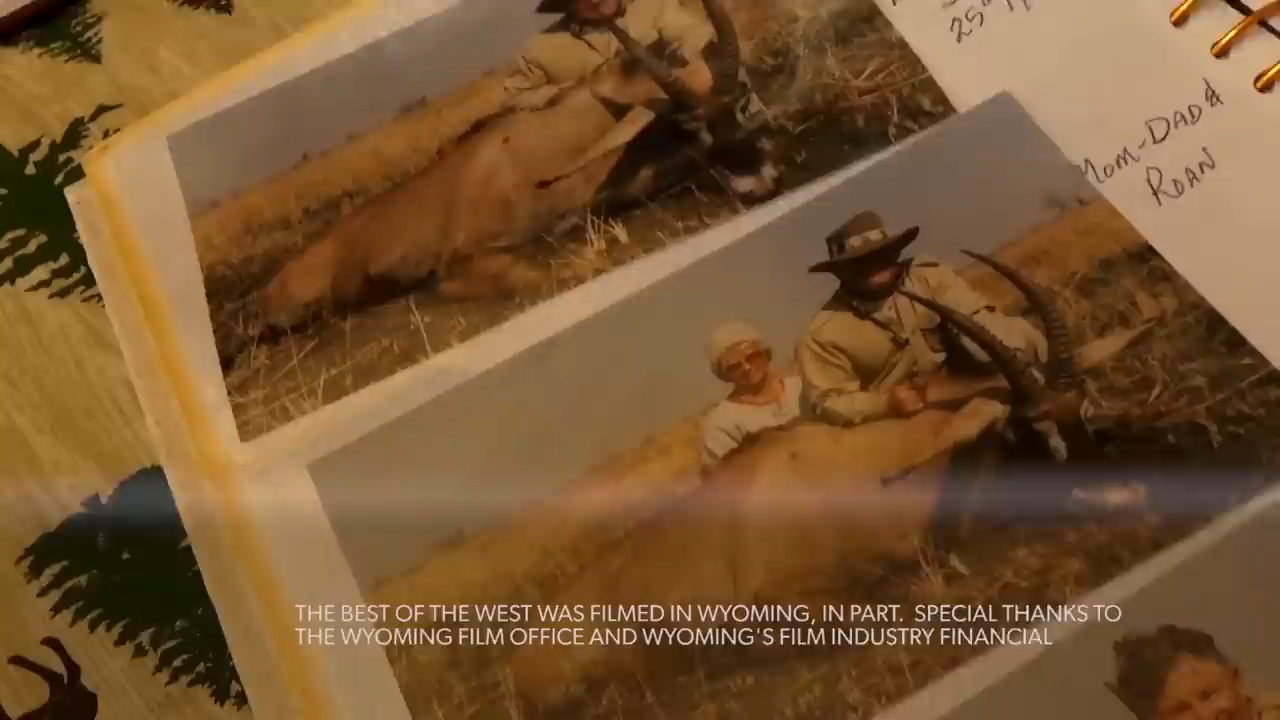 25th
Mom-DAD &
ROAN
THE BEST OF THE WEST WAS FILMED IN WYOMING, IN PART. SPECIAL THANKS TO
THE WYOMING FILM OFFICE AND WYOMING'S FILM INDUSTRY FINANCIAL